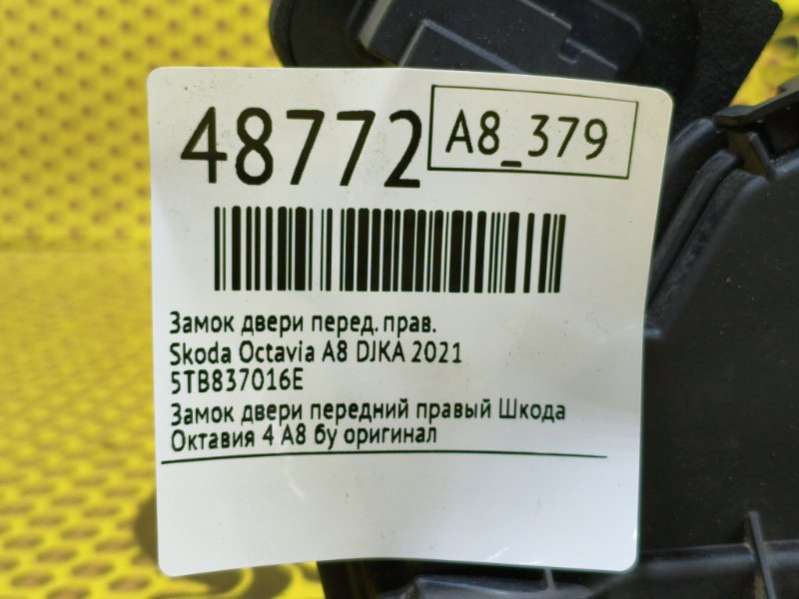 48772
A8_379
Замок двери перед. прав.
Skoda Octavia A8 DJKA 2021
5TB837016E
Замок двери передний правый Шкода
Октавия 4 А8 бу оригинал